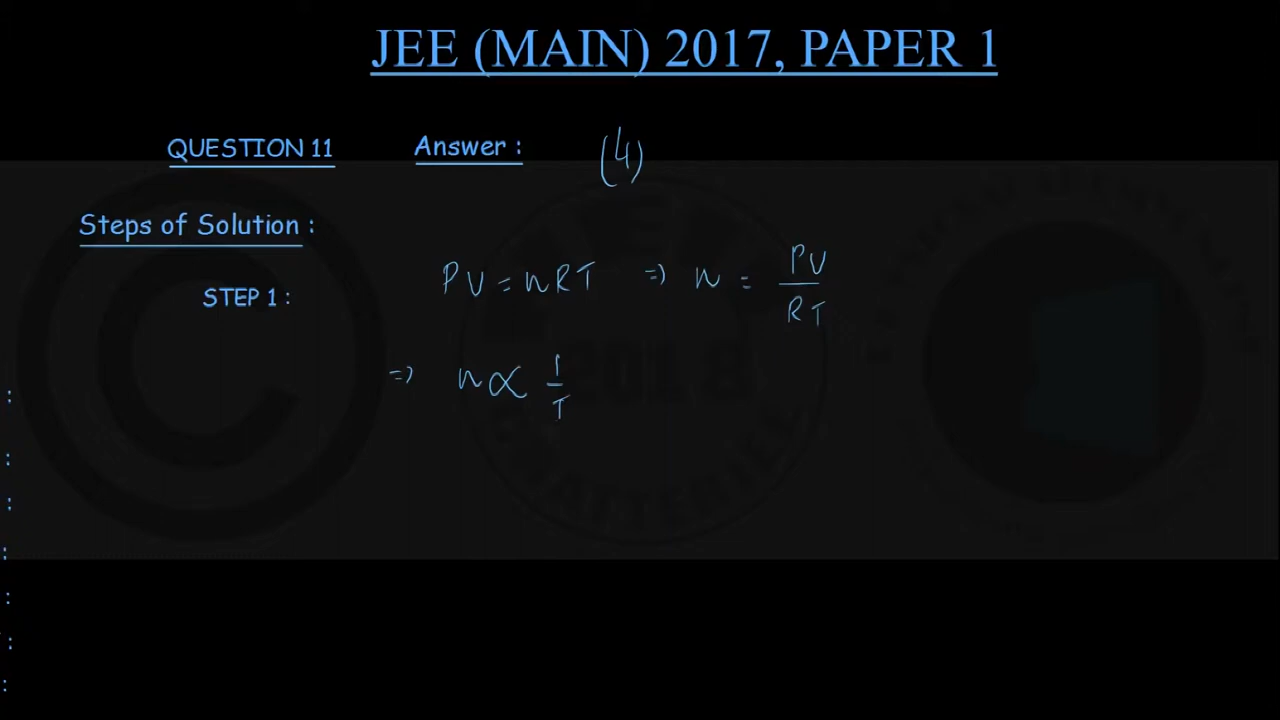 JEE (MAIN) 2017, PAPER 1
QUESTION 11 Answer : (4)
Steps of Solution :
STEP 1 : PV = nRT => n = PV/RT
=> n ∝ 1/T
:
:
:
:
:
:
: